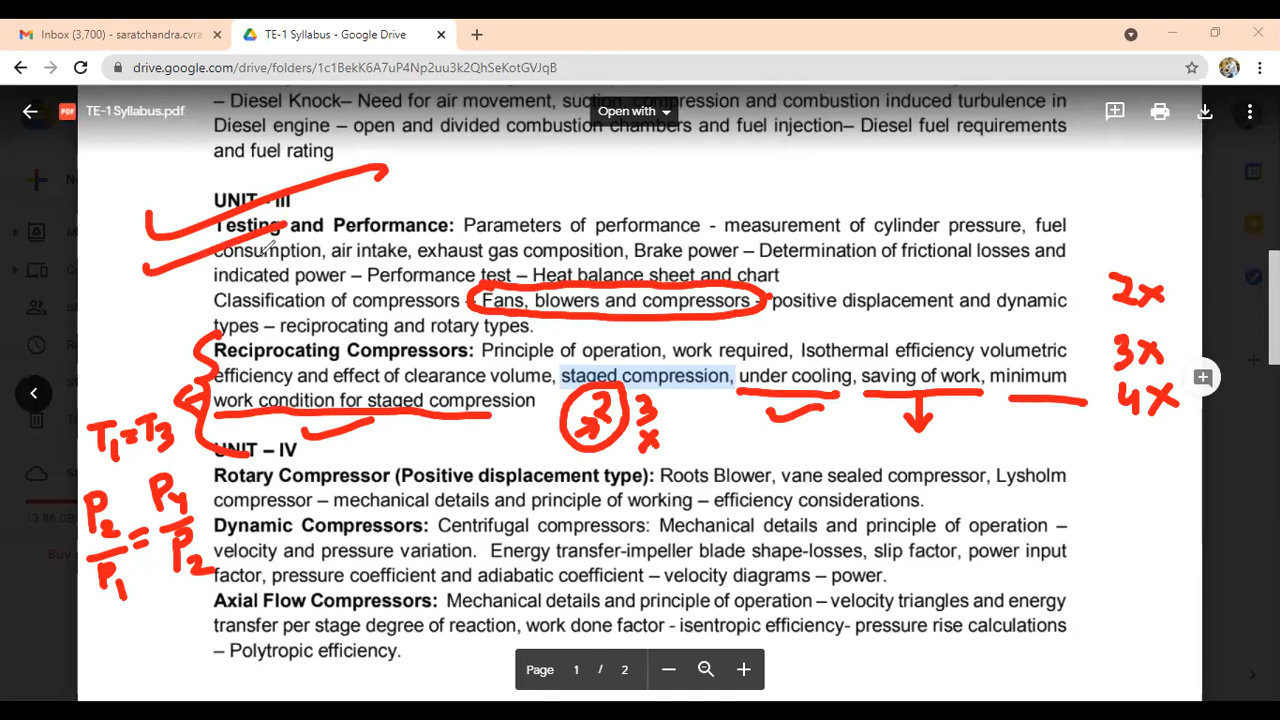 Inbox (3,700) - saratchandra.cvra
TE-1 Syllabus - Google Drive
drive.google.com/drive/folders/1c1BekK6A7uP4Np2uu3k2QhSeKotGVJqB
TE-1 Syllabus.pdf
Open with
– Diesel Knock– Need for air movement, suction, compression and combustion induced turbulence in
Diesel engine – open and divided combustion chambers and fuel injection– Diesel fuel requirements
and fuel rating
UNIT – III
Testing and Performance: Parameters of performance - measurement of cylinder pressure, fuel
consumption, air intake, exhaust gas composition, Brake power – Determination of frictional losses and
indicated power – Performance test – Heat balance sheet and chart
Classification of compressors – Fans, blowers and compressors – positive displacement and dynamic
types – reciprocating and rotary types.
2x
Reciprocating Compressors: Principle of operation, work required, Isothermal efficiency volumetric
efficiency and effect of clearance volume, staged compression, under cooling, saving of work, minimum
work condition for staged compression
3x
4x
2 3
x
T1=T3
P2/P1 = P4/P2
UNIT – IV
Rotary Compressor (Positive displacement type): Roots Blower, vane sealed compressor, Lysholm
compressor – mechanical details and principle of working – efficiency considerations.
Dynamic Compressors: Centrifugal compressors: Mechanical details and principle of operation –
velocity and pressure variation. Energy transfer-impeller blade shape-losses, slip factor, power input
factor, pressure coefficient and adiabatic coefficient – velocity diagrams – power.
Axial Flow Compressors: Mechanical details and principle of operation – velocity triangles and energy
transfer per stage degree of reaction, work done factor - isentropic efficiency- pressure rise calculations
– Polytropic efficiency.
Page 1 / 2